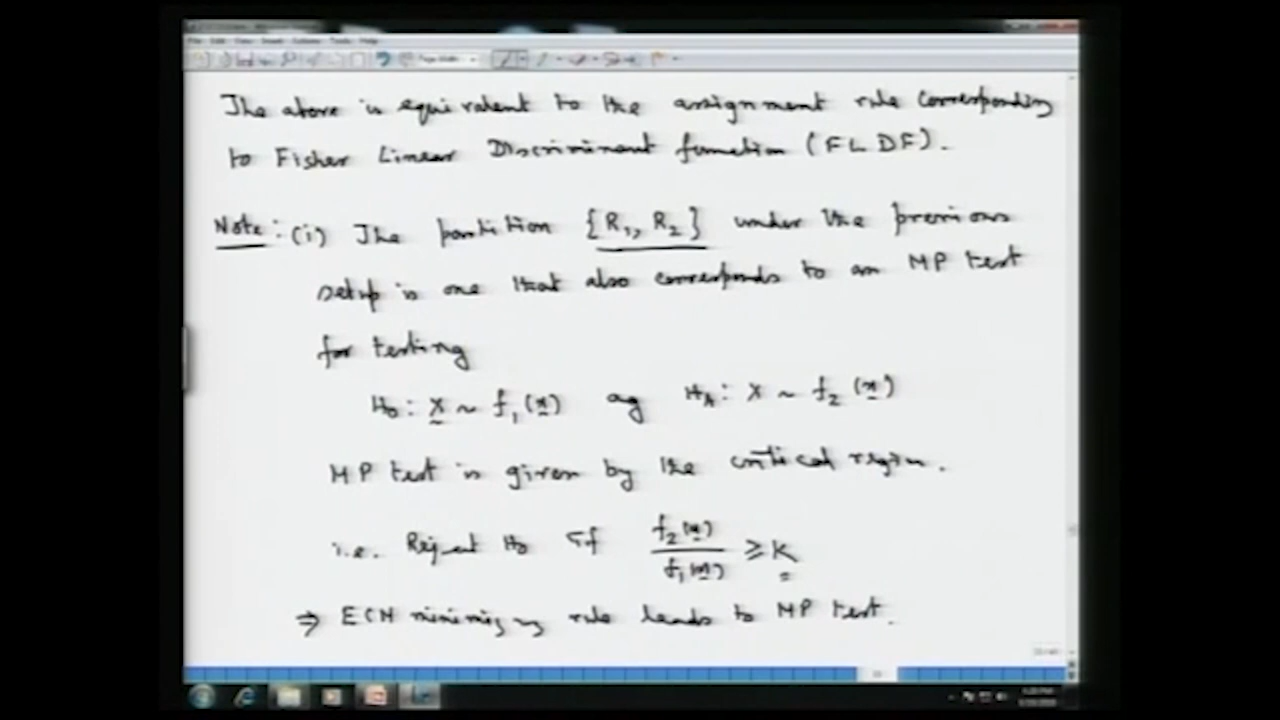 The above is equivalent to the assignment rule corresponding
to Fisher Linear Discriminant function (FLDF).
Note: (i) The partition {R₁, R₂} under the previous
setup is one that also corresponds to an MP test
for testing
H₀: X ~ f₁(x) ag H_A: X ~ f₂(x)
MP test is given by the critical region.
i.e. Reject H₀ if f₂(x)/f₁(x) ≥ K
⇒ ECM minimizing rule leads to MP test.